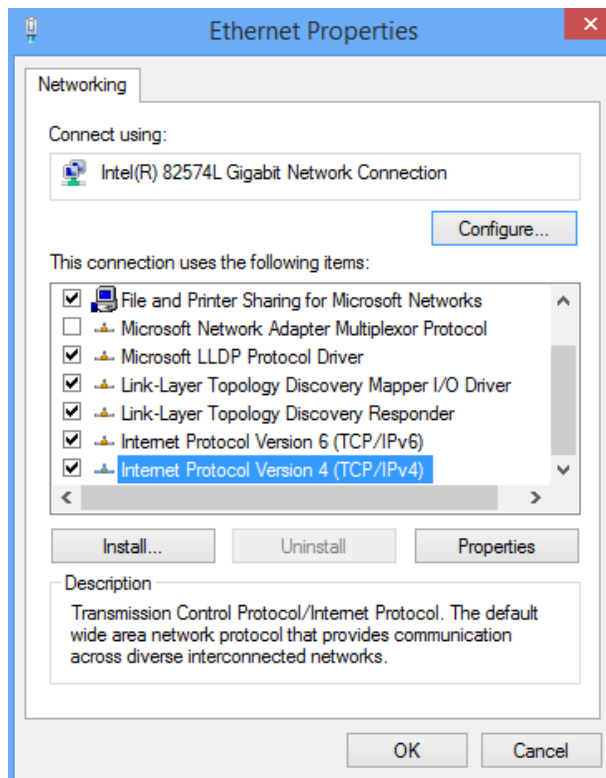 Ethernet Properties
Networking
Connect using:
Intel(R) 82574L Gigabit Network Connection
Configure...
This connection uses the following items:
File and Printer Sharing for Microsoft Networks
Microsoft Network Adapter Multiplexor Protocol
Microsoft LLDP Protocol Driver
Link-Layer Topology Discovery Mapper I/O Driver
Link-Layer Topology Discovery Responder
Internet Protocol Version 6 (TCP/IPv6)
Internet Protocol Version 4 (TCP/IPv4)
Install... Uninstall Properties
Description
Transmission Control Protocol/Internet Protocol. The default
wide area network protocol that provides communication
across diverse interconnected networks.
OK Cancel